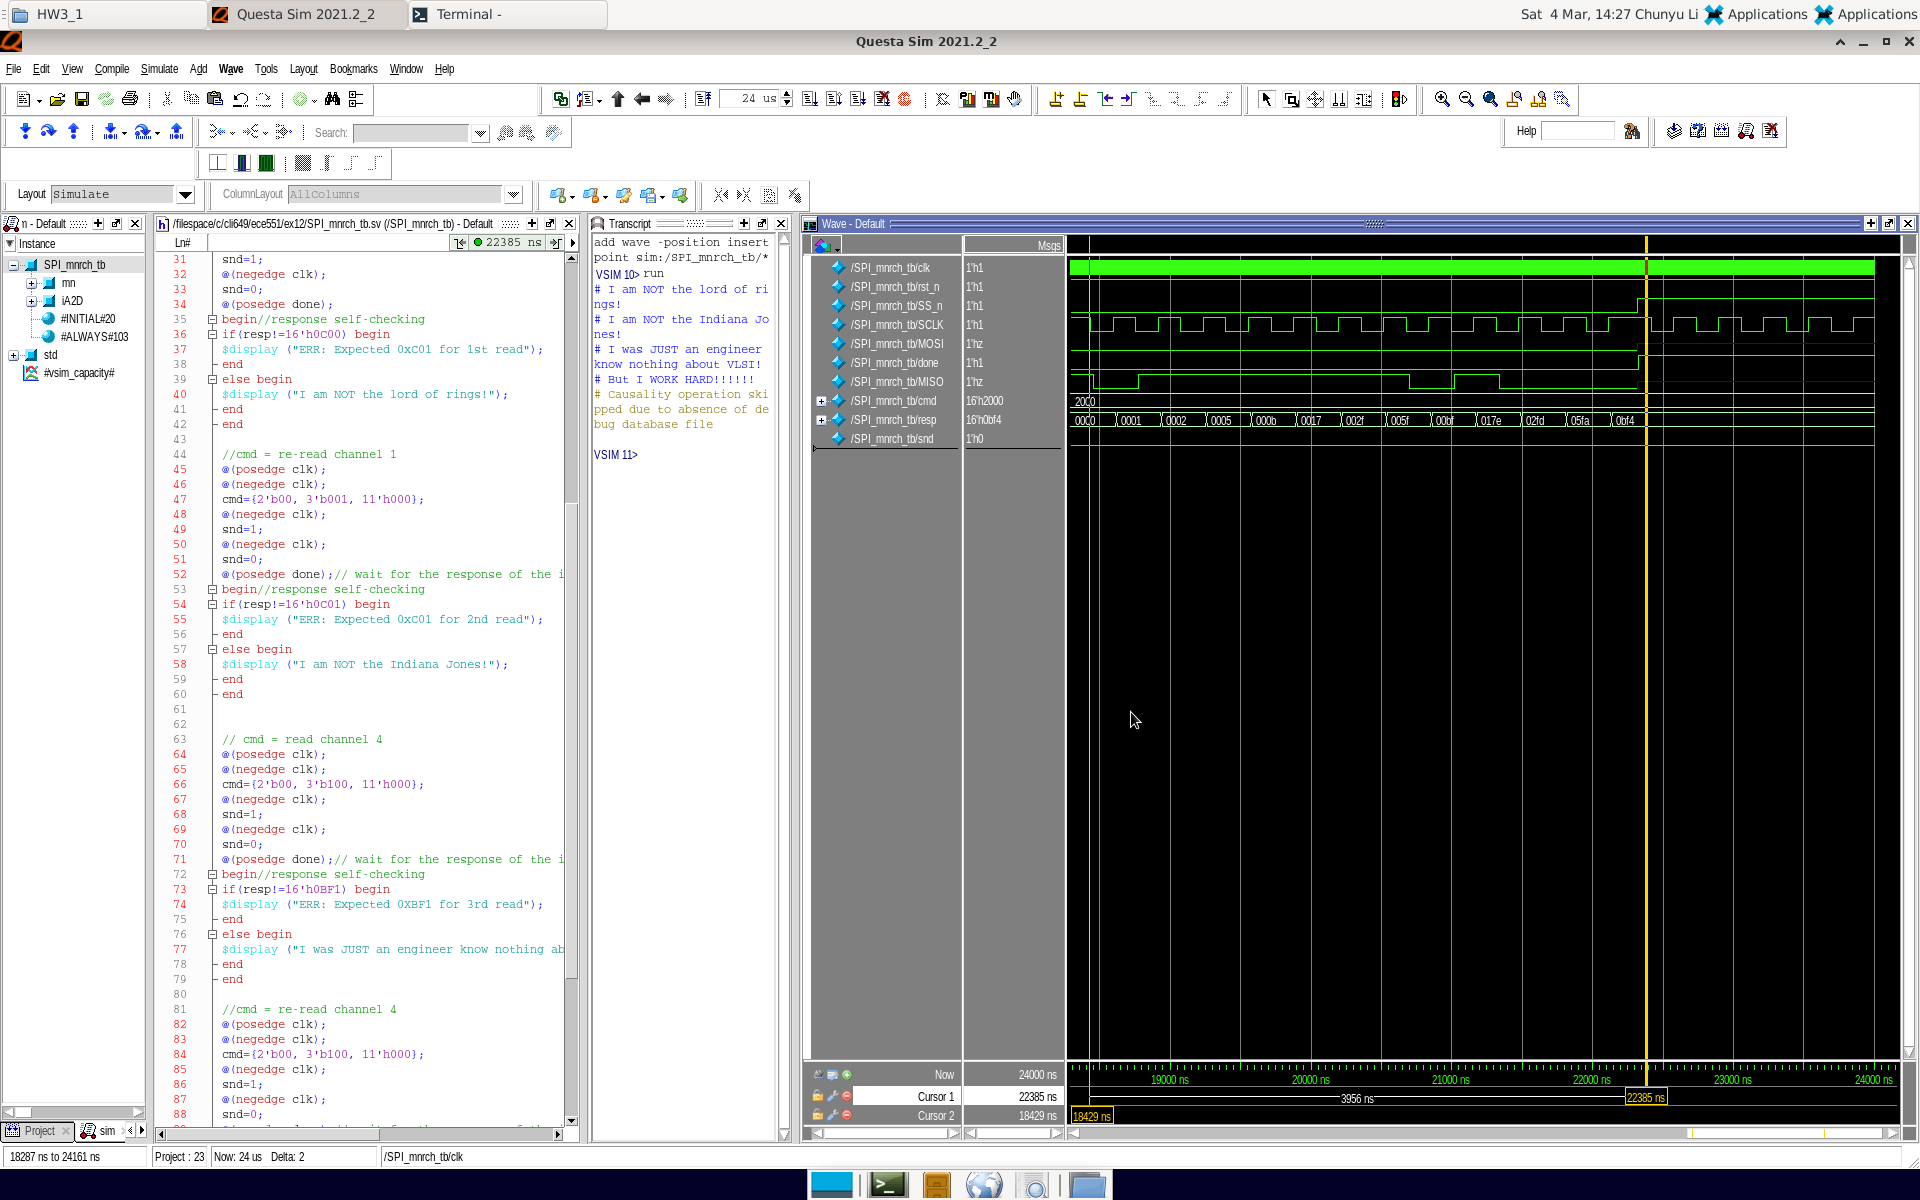 HW3_1
Questa Sim 2021.2_2
Terminal -
Sat 4 Mar, 14:27 Chunyu Li
Applications
Applications
Questa Sim 2021.2_2
File Edit View Compile Simulate Add Wave Tools Layout Bookmarks Window Help
24 us
Search:
Help
Layout Simulate
ColumnLayout AllColumns
n - Default
Instance
SPI_mnrch_tb
mn
iA2D
#INITIAL#20
#ALWAYS#103
std
#vsim_capacity#
Project
sim
/filespace/c/cli649/ece551/ex12/SPI_mnrch_tb.sv (/SPI_mnrch_tb) - Default
Ln#
22385 ns
31 snd=1;
32 @(negedge clk);
33 snd=0;
34 @(posedge done);
35 begin//response self-checking
36 if(resp!=16'h0C00) begin
37 $display ("ERR: Expected 0xC01 for 1st read");
38 end
39 else begin
40 $display ("I am NOT the lord of rings!");
41 end
42 end
43
44 //cmd = re-read channel 1
45 @(posedge clk);
46 @(negedge clk);
47 cmd={2'b00, 3'b001, 11'h000};
48 @(negedge clk);
49 snd=1;
50 @(negedge clk);
51 snd=0;
52 @(posedge done);// wait for the response of the i
53 begin//response self-checking
54 if(resp!=16'h0C01) begin
55 $display ("ERR: Expected 0xC01 for 2nd read");
56 end
57 else begin
58 $display ("I am NOT the Indiana Jones!");
59 end
60 end
61
62
63 // cmd = read channel 4
64 @(posedge clk);
65 @(negedge clk);
66 cmd={2'b00, 3'b100, 11'h000};
67 @(negedge clk);
68 snd=1;
69 @(negedge clk);
70 snd=0;
71 @(posedge done);// wait for the response of the i
72 begin//response self-checking
73 if(resp!=16'h0BF1) begin
74 $display ("ERR: Expected 0XBF1 for 3rd read");
75 end
76 else begin
77 $display ("I was JUST an engineer know nothing ab
78 end
79 end
80
81 //cmd = re-read channel 4
82 @(posedge clk);
83 @(negedge clk);
84 cmd={2'b00, 3'b100, 11'h000};
85 @(negedge clk);
86 snd=1;
87 @(negedge clk);
88 snd=0;
Transcript
add wave -position insert
point sim:/SPI_mnrch_tb/*
VSIM 10> run
# I am NOT the lord of ri
ngs!
# I am NOT the Indiana Jo
nes!
# I was JUST an engineer
know nothing about VLSI!
# But I WORK HARD!!!!!!
# Causality operation ski
pped due to absence of de
bug database file
VSIM 11>
Wave - Default
Msgs
/SPI_mnrch_tb/clk 1'h1
/SPI_mnrch_tb/rst_n 1'h1
/SPI_mnrch_tb/SS_n 1'h1
/SPI_mnrch_tb/SCLK 1'h1
/SPI_mnrch_tb/MOSI 1'hz
/SPI_mnrch_tb/done 1'h1
/SPI_mnrch_tb/MISO 1'hz
/SPI_mnrch_tb/cmd 16'h2000 2000
/SPI_mnrch_tb/resp 16'h0bf4 0000 0001 0002 0005 000b 0017 002f 005f 00bf 017e 02fd 05fa 0bf4
/SPI_mnrch_tb/snd 1'h0
Now 24000 ns
19000 ns 20000 ns 21000 ns 22000 ns 23000 ns 24000 ns
Cursor 1 22385 ns 3956 ns 22385 ns
Cursor 2 18429 ns 18429 ns
18287 ns to 24161 ns
Project : 23
Now: 24 us Delta: 2
/SPI_mnrch_tb/clk